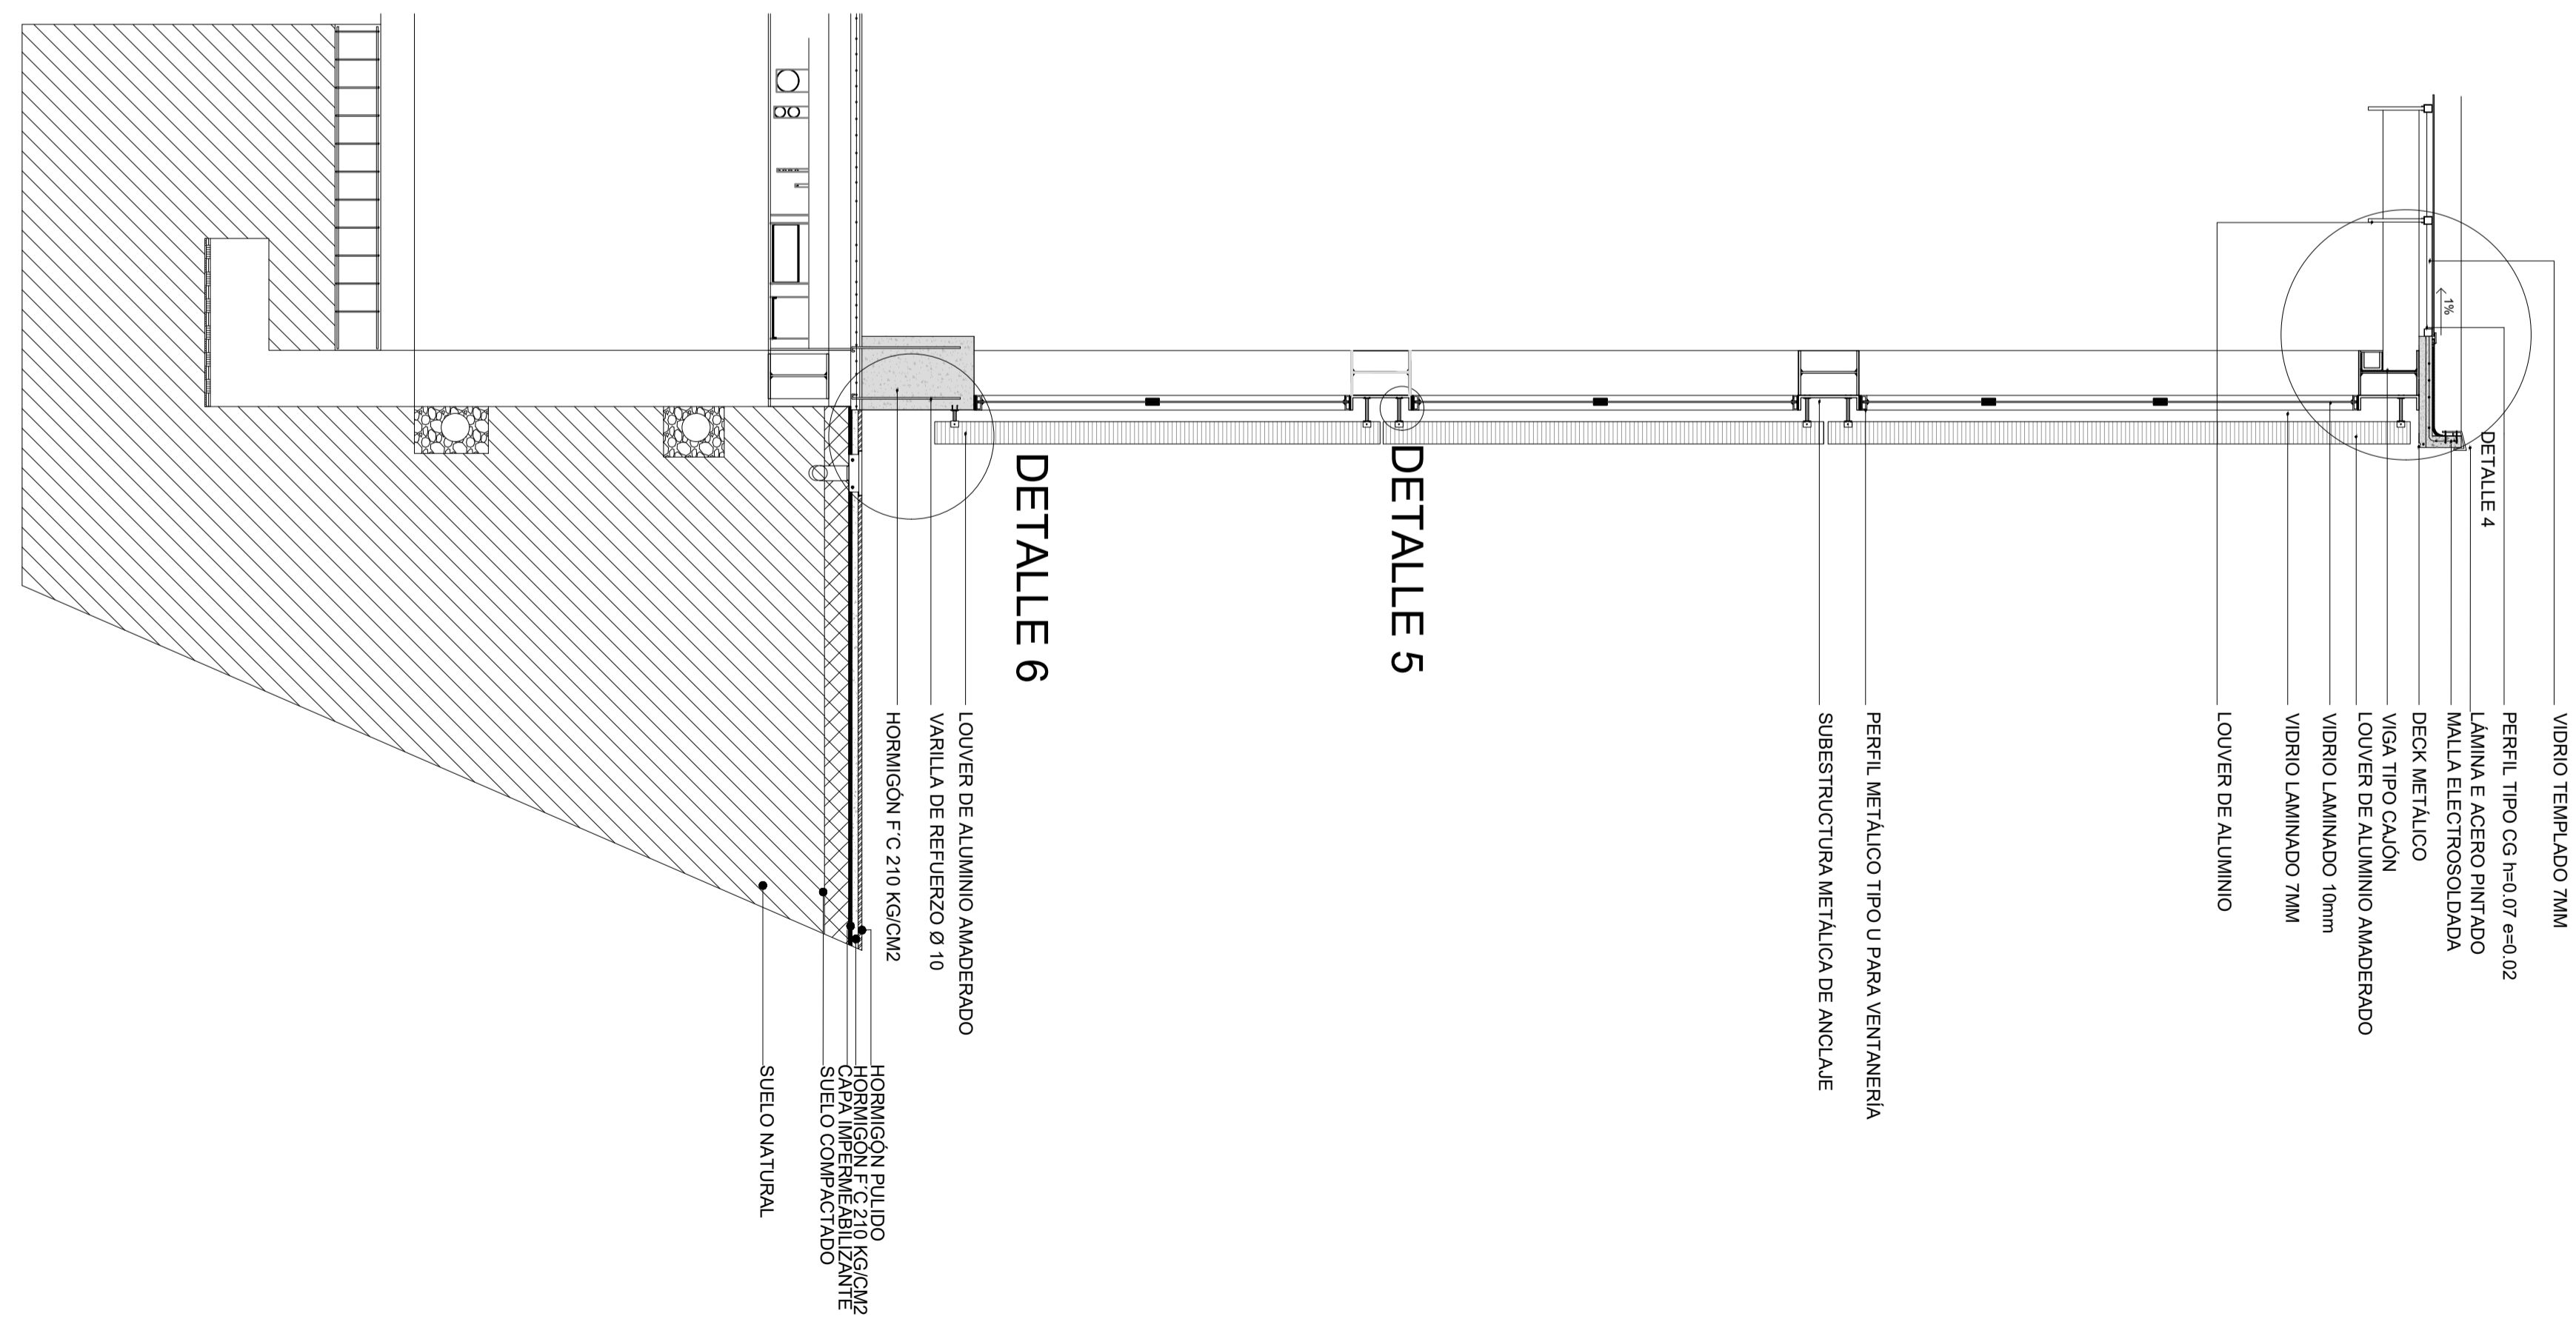 VIDRIO TEMPLADO 7MM
PERFIL TIPO CG h=0.07 e=0.02
1%
DETALLE 4
LÁMINA E ACERO PINTADO
MALLA ELECTROSOLDADA
DECK METÁLICO
VIGA TIPO CAJÓN
LOUVER DE ALUMINIO AMADERADO
VIDRIO LAMINADO 10mm
VIDRIO LAMINADO 7MM
LOUVER DE ALUMINIO
PERFIL METÁLICO TIPO U PARA VENTANERÍA
SUBESTRUCTURA METÁLICA DE ANCLAJE
DETALLE 5
DETALLE 6
LOUVER DE ALUMINIO AMADERADO
VARILLA DE REFUERZO Ø 10
HORMIGÓN F´C 210 KG/CM2
HORMIGÓN PULIDO
HORMIGÓN F´C 210 KG/CM2
CAPA IMPERMEABILIZANTE
SUELO COMPACTADO
SUELO NATURAL